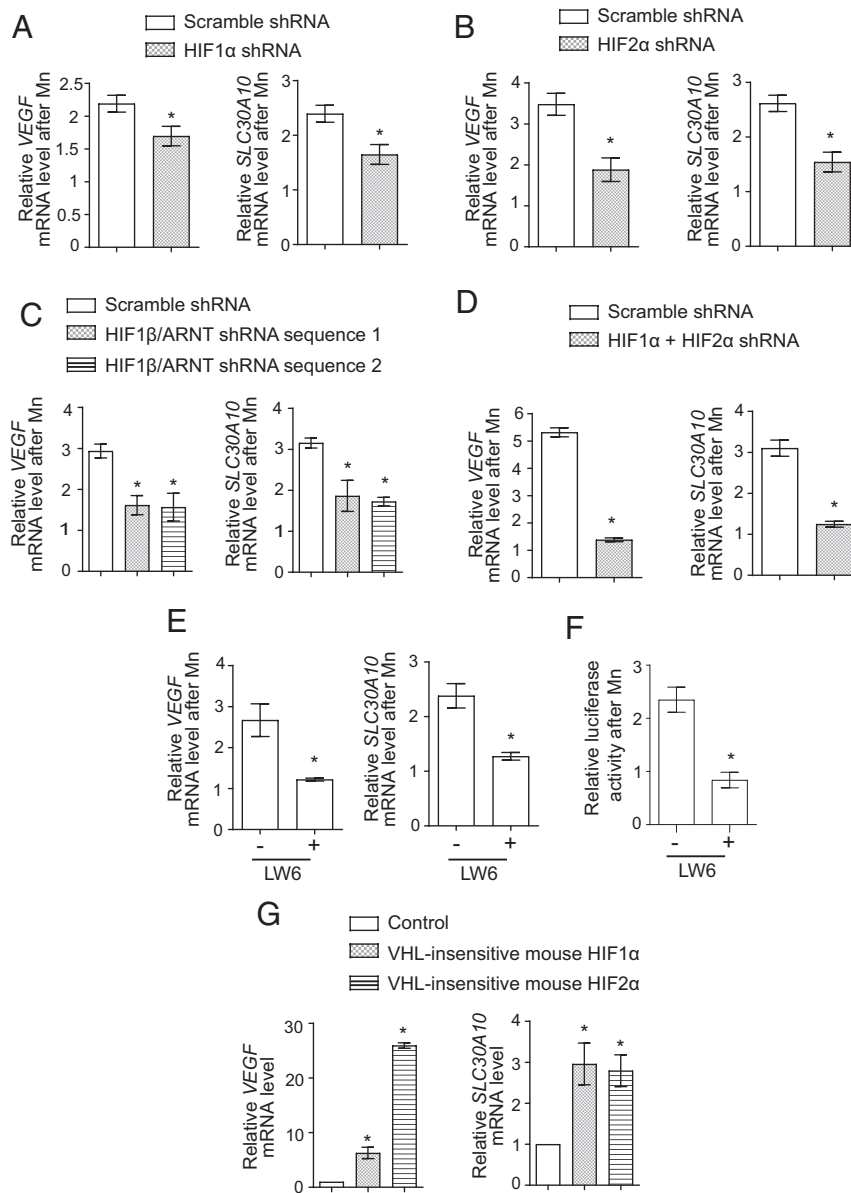 A
Scramble shRNA
HIF1α shRNA
Relative VEGF
mRNA level after Mn
2.5
2
1.5
1
0.5
0
*
Relative SLC30A10
mRNA level after Mn
3
2
1
0
*
B
Scramble shRNA
HIF2α shRNA
Relative VEGF
mRNA level after Mn
4
3
2
1
0
*
Relative SLC30A10
mRNA level after Mn
3
2
1
0
*
C
Scramble shRNA
HIF1β/ARNT shRNA sequence 1
HIF1β/ARNT shRNA sequence 2
Relative VEGF
mRNA level after Mn
4
3
2
1
0
* *
Relative SLC30A10
mRNA level after Mn
4
3
2
1
0
* *
D
Scramble shRNA
HIF1α + HIF2α shRNA
Relative VEGF
mRNA level after Mn
6
5
4
3
2
1
0
*
Relative SLC30A10
mRNA level after Mn
4
3
2
1
0
*
E
Relative VEGF
mRNA level after Mn
4
3
2
1
0
*
- +
LW6
Relative SLC30A10
mRNA level after Mn
3
2
1
0
*
- +
LW6
F
Relative luciferase
activity after Mn
3
2
1
0
*
- +
LW6
G
Control
VHL-insensitive mouse HIF1α
VHL-insensitive mouse HIF2α
Relative VEGF
mRNA level
30
20
10
0
* *
Relative SLC30A10
mRNA level
4
3
2
1
0
* *